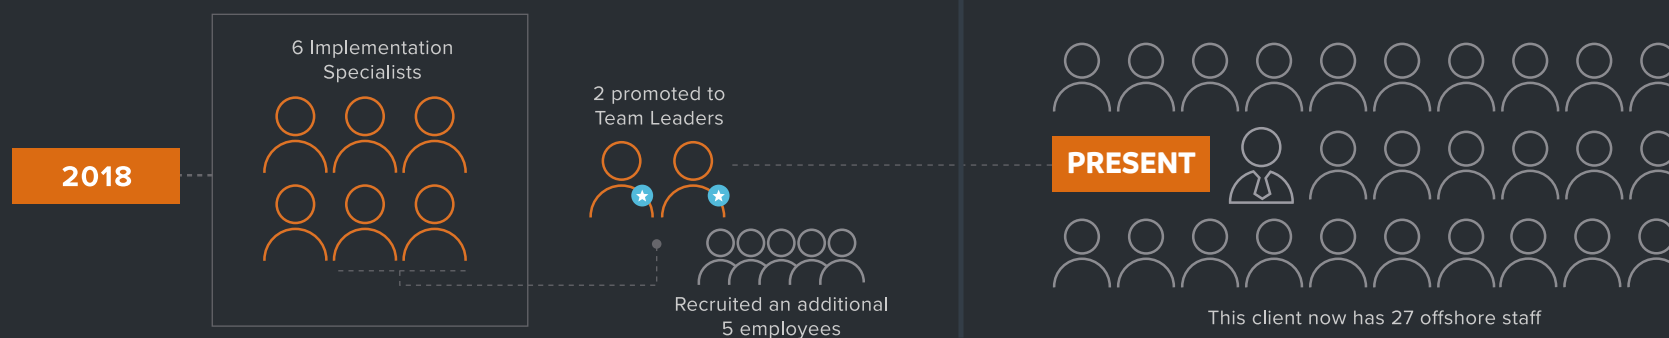 2018
6 Implementation
Specialists
2 promoted to
Team Leaders
Recruited an additional
5 employees
PRESENT
This client now has 27 offshore staff